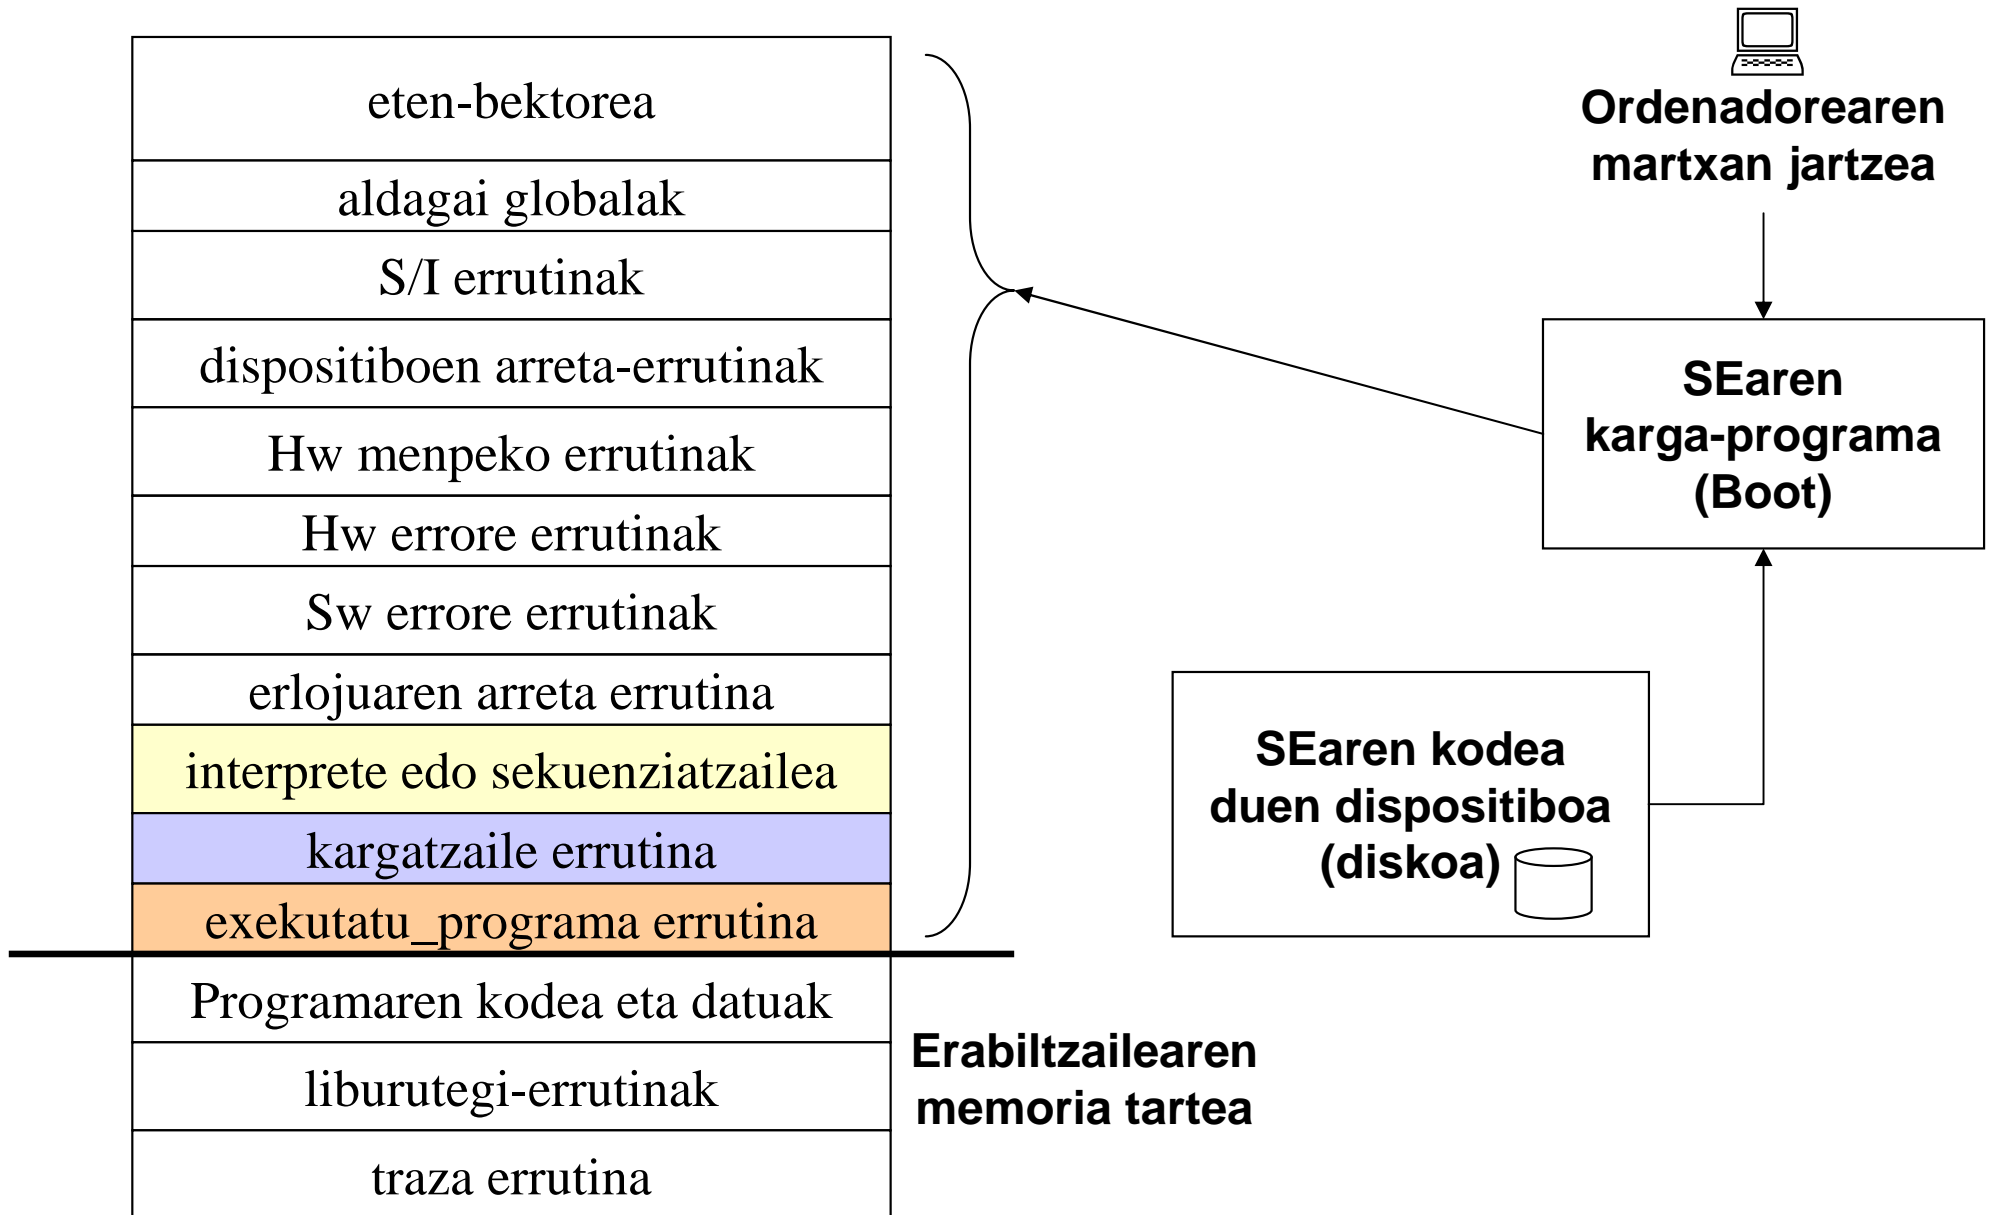 eten-bektorea
aldagai globalak
S/I errutinak
dispositiboen arreta-errutinak
Hw menpeko errutinak
Hw errore errutinak
Sw errore errutinak
erlojuaren arreta errutina
interprete edo sekuenziatzailea
kargatzaile errutina
exekutatu_programa errutina
Programaren kodea eta datuak
liburutegi-errutinak
traza errutina
Erabiltzailearen
memoria tartea
Ordenadorearen
martxan jartzea
SEaren
karga-programa
(Boot)
SEaren kodea
duen dispositiboa
(diskoa)